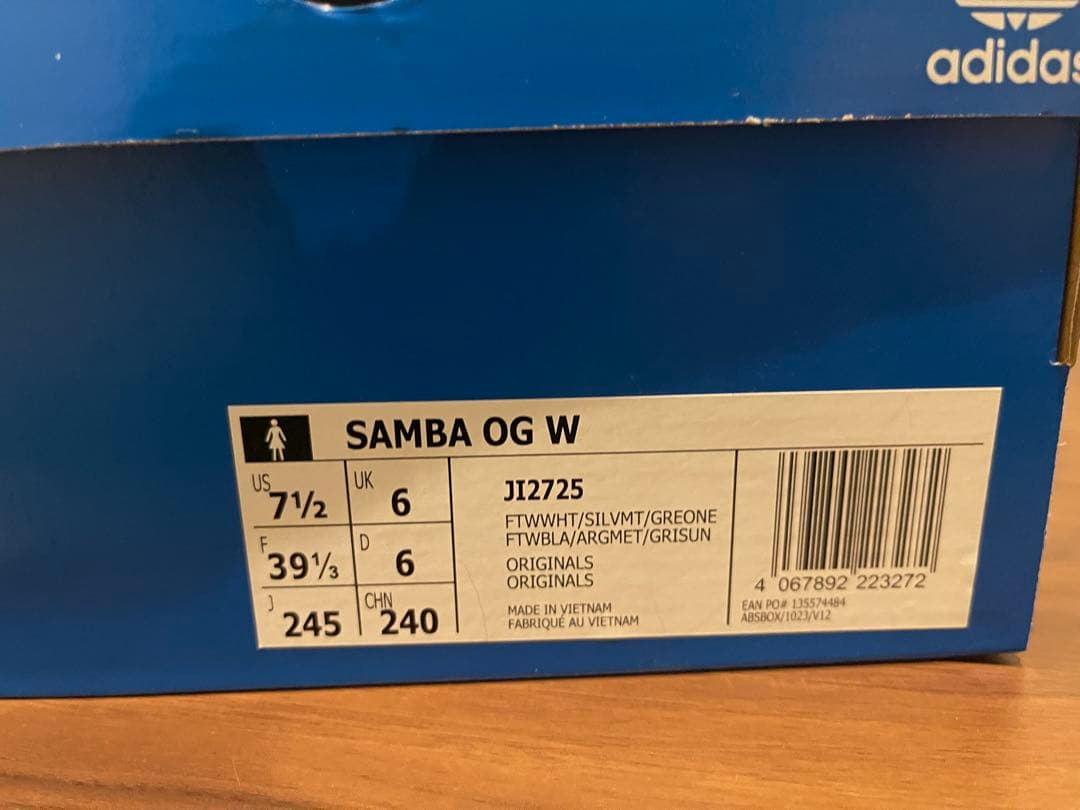 adidas
SAMBA OG W
US 7½ UK 6
F 39⅓ D 6
J 245 CHN 240
JI2725
FTWWHT/SILVMT/GREONE
FTWBLA/ARGMET/GRISUN
ORIGINALS
ORIGINALS
MADE IN VIETNAM
FABRIQUÉ AU VIETNAM
4 067892 223272
EAN PO# 135574484
ABSBOX/1023/V12